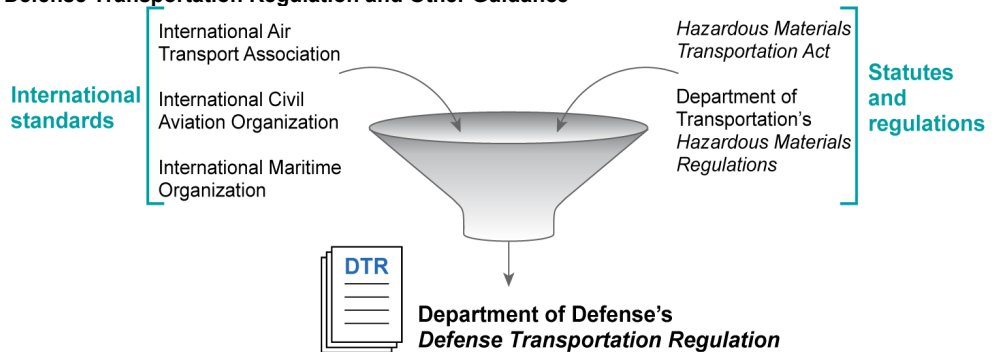 Defense Transportation Regulation and Other Guidance
International
standards
International Air
Transport Association
International Civil
Aviation Organization
International Maritime
Organization
Hazardous Materials
Transportation Act
Department of
Transportation’s
Hazardous Materials
Regulations
Statutes
and
regulations
DTR
Department of Defense’s
Defense Transportation Regulation